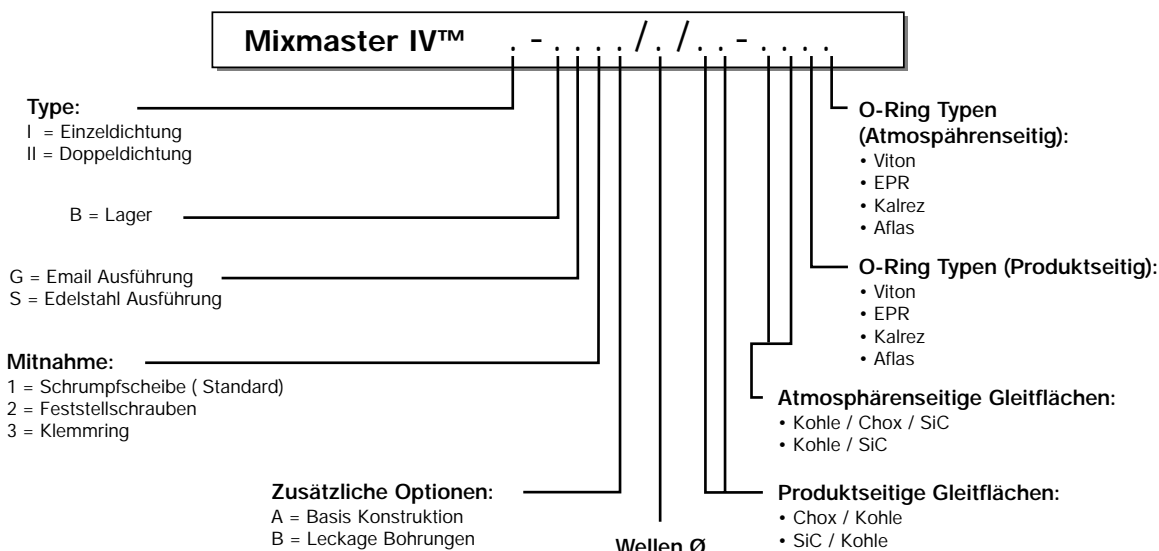 Mixmaster IV™ . - . . . . / . / . . - . . . .
Type:
I = Einzeldichtung
II = Doppeldichtung
B = Lager
G = Email Ausführung
S = Edelstahl Ausführung
Mitnahme:
1 = Schrumpfscheibe ( Standard)
2 = Feststellschrauben
3 = Klemmring
Zusätzliche Optionen:
A = Basis Konstruktion
B = Leckage Bohrungen
Wellen Ø
O-Ring Typen
(Atmospährenseitig):
• Viton
• EPR
• Kalrez
• Aflas
O-Ring Typen (Produktseitig):
• Viton
• EPR
• Kalrez
• Aflas
Atmosphärenseitige Gleitflächen:
• Kohle / Chox / SiC
• Kohle / SiC
Produktseitige Gleitflächen:
• Chox / Kohle
• SiC / Kohle